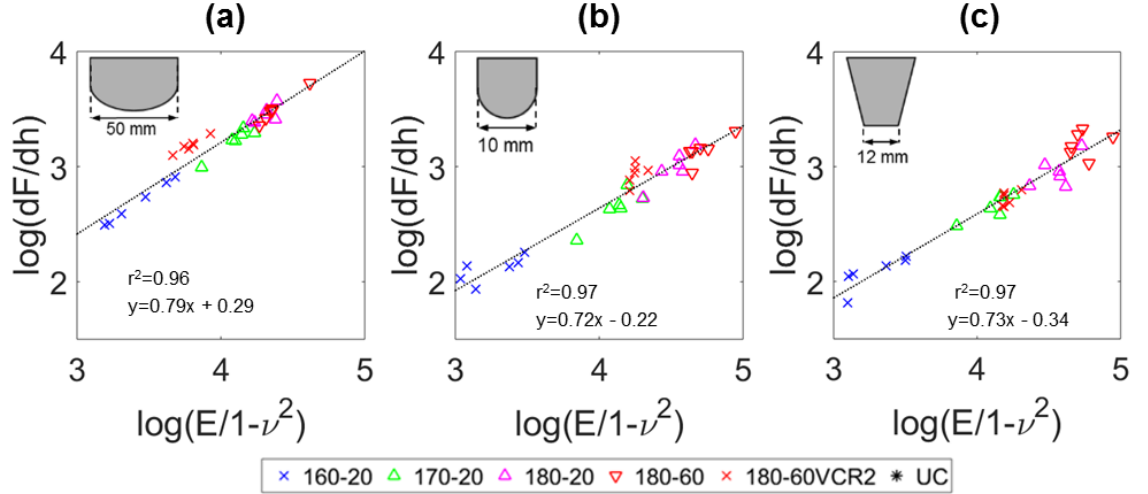 (a)
(b)
(c)
4
3
2
log(dF/dh)
50 mm
r²=0.96
y=0.79x + 0.29
3
4
5
log(E/1-ν²)
4
3
2
log(dF/dh)
10 mm
r²=0.97
y=0.72x - 0.22
3
4
5
log(E/1-ν²)
4
3
2
log(dF/dh)
12 mm
r²=0.97
y=0.73x - 0.34
3
4
5
log(E/1-ν²)
160-20 170-20 180-20 180-60 180-60VCR2 UC